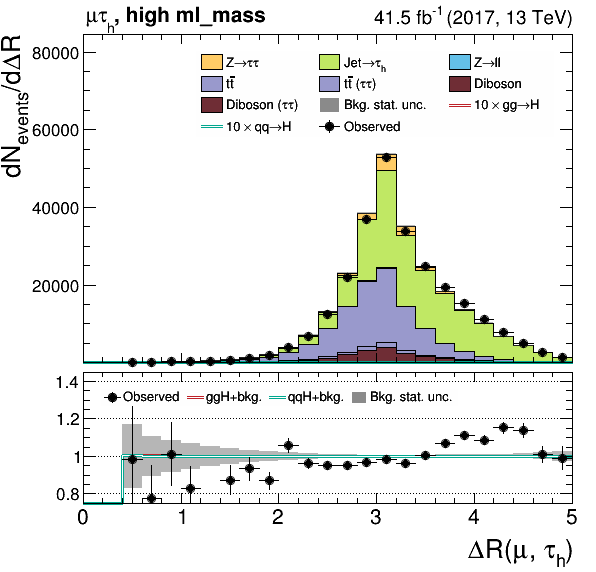 μτh, high ml_mass 41.5 fb⁻¹ (2017, 13 TeV)
dNevents/dΔR
80000
60000
40000
20000
Z→ττ Jet→τh Z→ll
tt̄ tt̄ (ττ) Diboson
Diboson (ττ) Bkg. stat. unc. 10 × gg→H
10 × qq→H Observed
1.4
1.2
1
0.8
Observed ggH+bkg. qqH+bkg. Bkg. stat. unc.
0 1 2 3 4 5
ΔR(μ, τh)